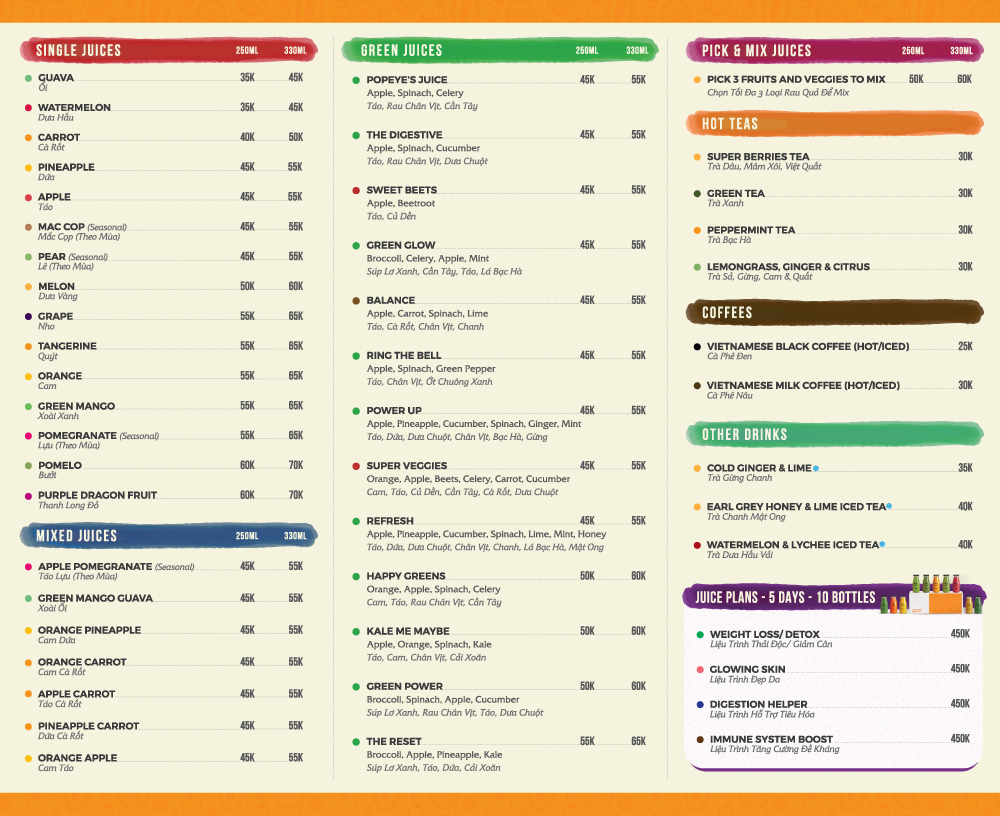 SINGLE JUICES 250ML 330ML
GUAVA 35K 45K
Ổi
WATERMELON 35K 45K
Dưa Hấu
CARROT 40K 50K
Cà Rốt
PINEAPPLE 45K 55K
Dứa
APPLE 45K 55K
Táo
MAC COP (Seasonal) 45K 55K
Mắc Cọp (Theo Mùa)
PEAR (Seasonal) 45K 55K
Lê (Theo Mùa)
MELON 50K 60K
Dưa Vàng
GRAPE 55K 65K
Nho
TANGERINE 55K 65K
Quýt
ORANGE 55K 65K
Cam
GREEN MANGO 55K 65K
Xoài Xanh
POMEGRANATE (Seasonal) 55K 65K
Lựu (Theo Mùa)
POMELO 60K 70K
Bưởi
PURPLE DRAGON FRUIT 60K 70K
Thanh Long Đỏ
MIXED JUICES 250ML 330ML
APPLE POMEGRANATE (Seasonal) 45K 55K
Táo Lựu (Theo Mùa)
GREEN MANGO GUAVA 45K 55K
Xoài Ổi
ORANGE PINEAPPLE 45K 55K
Cam Dứa
ORANGE CARROT 45K 55K
Cam Cà Rốt
APPLE CARROT 45K 55K
Táo Cà Rốt
PINEAPPLE CARROT 45K 55K
Dứa Cà Rốt
ORANGE APPLE 45K 55K
Cam Táo
GREEN JUICES 250ML 330ML
POPEYE'S JUICE 45K 55K
Apple, Spinach, Celery
Táo, Rau Chân Vịt, Cần Tây
THE DIGESTIVE 45K 55K
Apple, Spinach, Cucumber
Táo, Rau Chân Vịt, Dưa Chuột
SWEET BEETS 45K 55K
Apple, Beetroot
Táo, Củ Dền
GREEN GLOW 45K 55K
Broccoli, Celery, Apple, Mint
Súp Lơ Xanh, Cần Tây, Táo, Lá Bạc Hà
BALANCE 45K 55K
Apple, Carrot, Spinach, Lime
Táo, Cà Rốt, Chân Vịt, Chanh
RING THE BELL 45K 55K
Apple, Spinach, Green Pepper
Táo, Chân Vịt, Ớt Chuông Xanh
POWER UP 45K 55K
Apple, Pineapple, Cucumber, Spinach, Ginger, Mint
Táo, Dứa, Dưa Chuột, Chân Vịt, Bạc Hà, Gừng
SUPER VEGGIES 45K 55K
Orange, Apple, Beets, Celery, Carrot, Cucumber
Cam, Táo, Củ Dền, Cần Tây, Cà Rốt, Dưa Chuột
REFRESH 45K 55K
Apple, Pineapple, Cucumber, Spinach, Lime, Mint, Honey
Táo, Dứa, Dưa Chuột, Chân Vịt, Chanh, Lá Bạc Hà, Mật Ong
HAPPY GREENS 50K 60K
Orange, Apple, Spinach, Celery
Cam, Táo, Rau Chân Vịt, Cần Tây
KALE ME MAYBE 50K 60K
Apple, Orange, Spinach, Kale
Táo, Cam, Chân Vịt, Cải Xoăn
GREEN POWER 50K 60K
Broccoli, Spinach, Apple, Cucumber
Súp Lơ Xanh, Rau Chân Vịt, Táo, Dưa Chuột
THE RESET 55K 65K
Broccoli, Apple, Pineapple, Kale
Súp Lơ Xanh, Táo, Dứa, Cải Xoăn
PICK & MIX JUICES 250ML 330ML
PICK 3 FRUITS AND VEGGIES TO MIX 50K 60K
Chọn Tối Đa 3 Loại Rau Quả Để Mix
HOT TEAS
SUPER BERRIES TEA 30K
Trà Dâu, Mâm Xôi, Việt Quất
GREEN TEA 30K
Trà Xanh
PEPPERMINT TEA 30K
Trà Bạc Hà
LEMONGRASS, GINGER & CITRUS 30K
Trà Sả, Gừng, Cam & Quất
COFFEES
VIETNAMESE BLACK COFFEE (HOT/ICED) 25K
Cà Phê Đen
VIETNAMESE MILK COFFEE (HOT/ICED) 30K
Cà Phê Nâu
OTHER DRINKS
COLD GINGER & LIME 35K
Trà Gừng Chanh
EARL GREY HONEY & LIME ICED TEA 40K
Trà Chanh Mật Ong
WATERMELON & LYCHEE ICED TEA 40K
Trà Dưa Hấu Vải
JUICE PLANS - 5 DAYS - 10 BOTTLES
WEIGHT LOSS/ DETOX 450K
Liệu Trình Thải Độc/ Giảm Cân
GLOWING SKIN 450K
Liệu Trình Đẹp Da
DIGESTION HELPER 450K
Liệu Trình Hỗ Trợ Tiêu Hóa
IMMUNE SYSTEM BOOST 450K
Liệu Trình Tăng Cường Đề Kháng